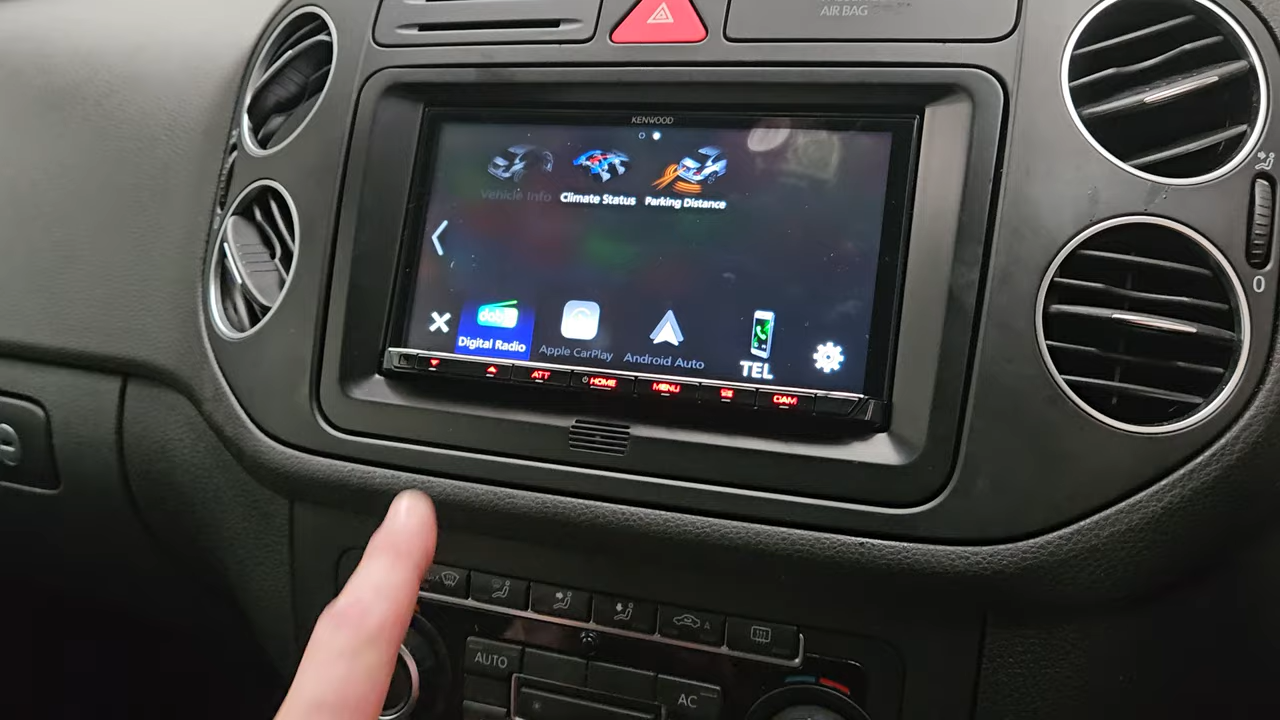 AIR BAG
KENWOOD
Vehicle Info
Climate Status
Parking Distance
dab
Digital Radio
Apple CarPlay
Android Auto
TEL
ATT
HOME
MENU
CAM
0
AUTO
AC
A